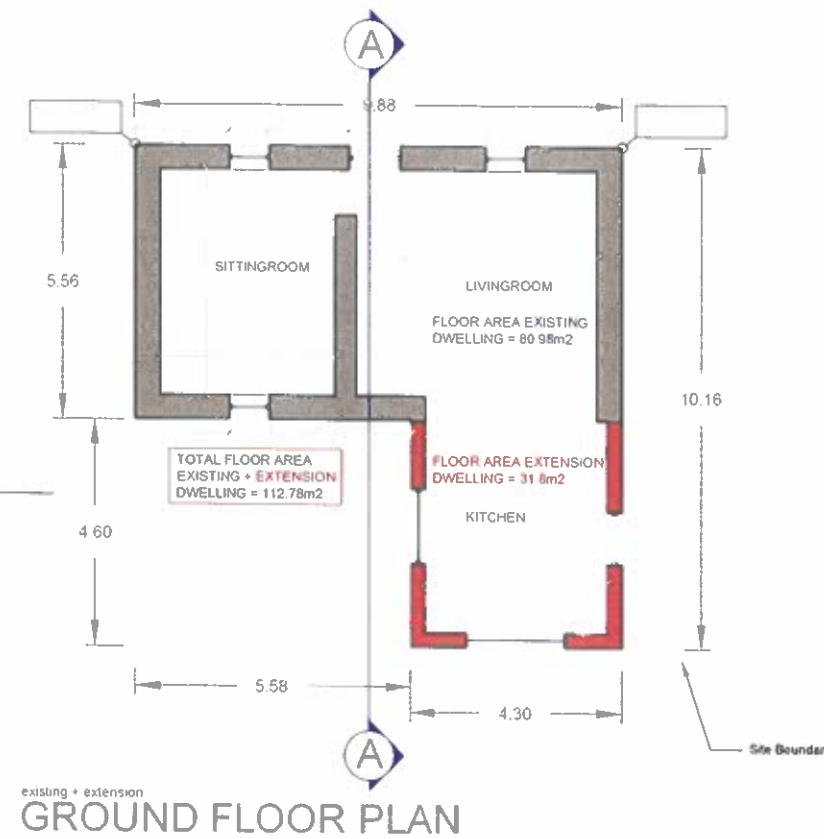 A
9.88
5.56
SITTINGROOM
LIVINGROOM
FLOOR AREA EXISTING
DWELLING = 80 98m2
10.16
TOTAL FLOOR AREA
EXISTING + EXTENSION
DWELLING = 112.78m2
FLOOR AREA EXTENSION
DWELLING = 31 8m2
KITCHEN
4 60
5.58
4.30
A
Site Boundar
existing + extension
GROUND FLOOR PLAN